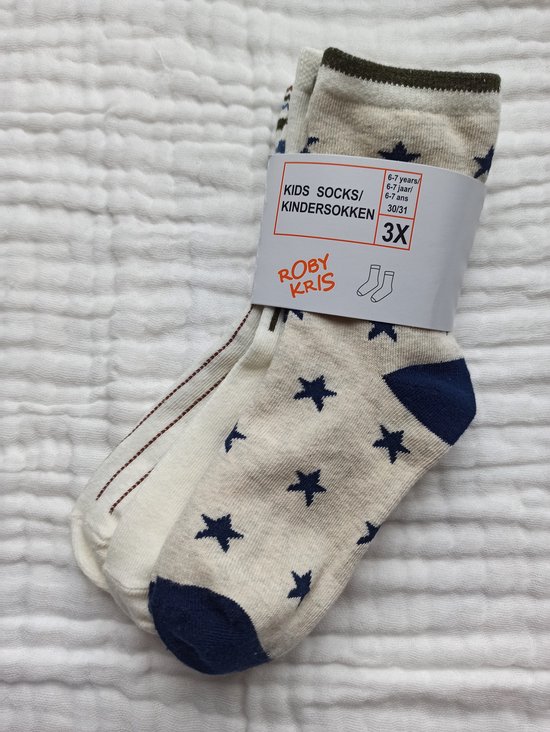 KIDS SOCKS/
KINDERSOKKEN
6-7 years/
6-7 jaar/
6-7 ans
30/31
3X
ROBY
KRIS